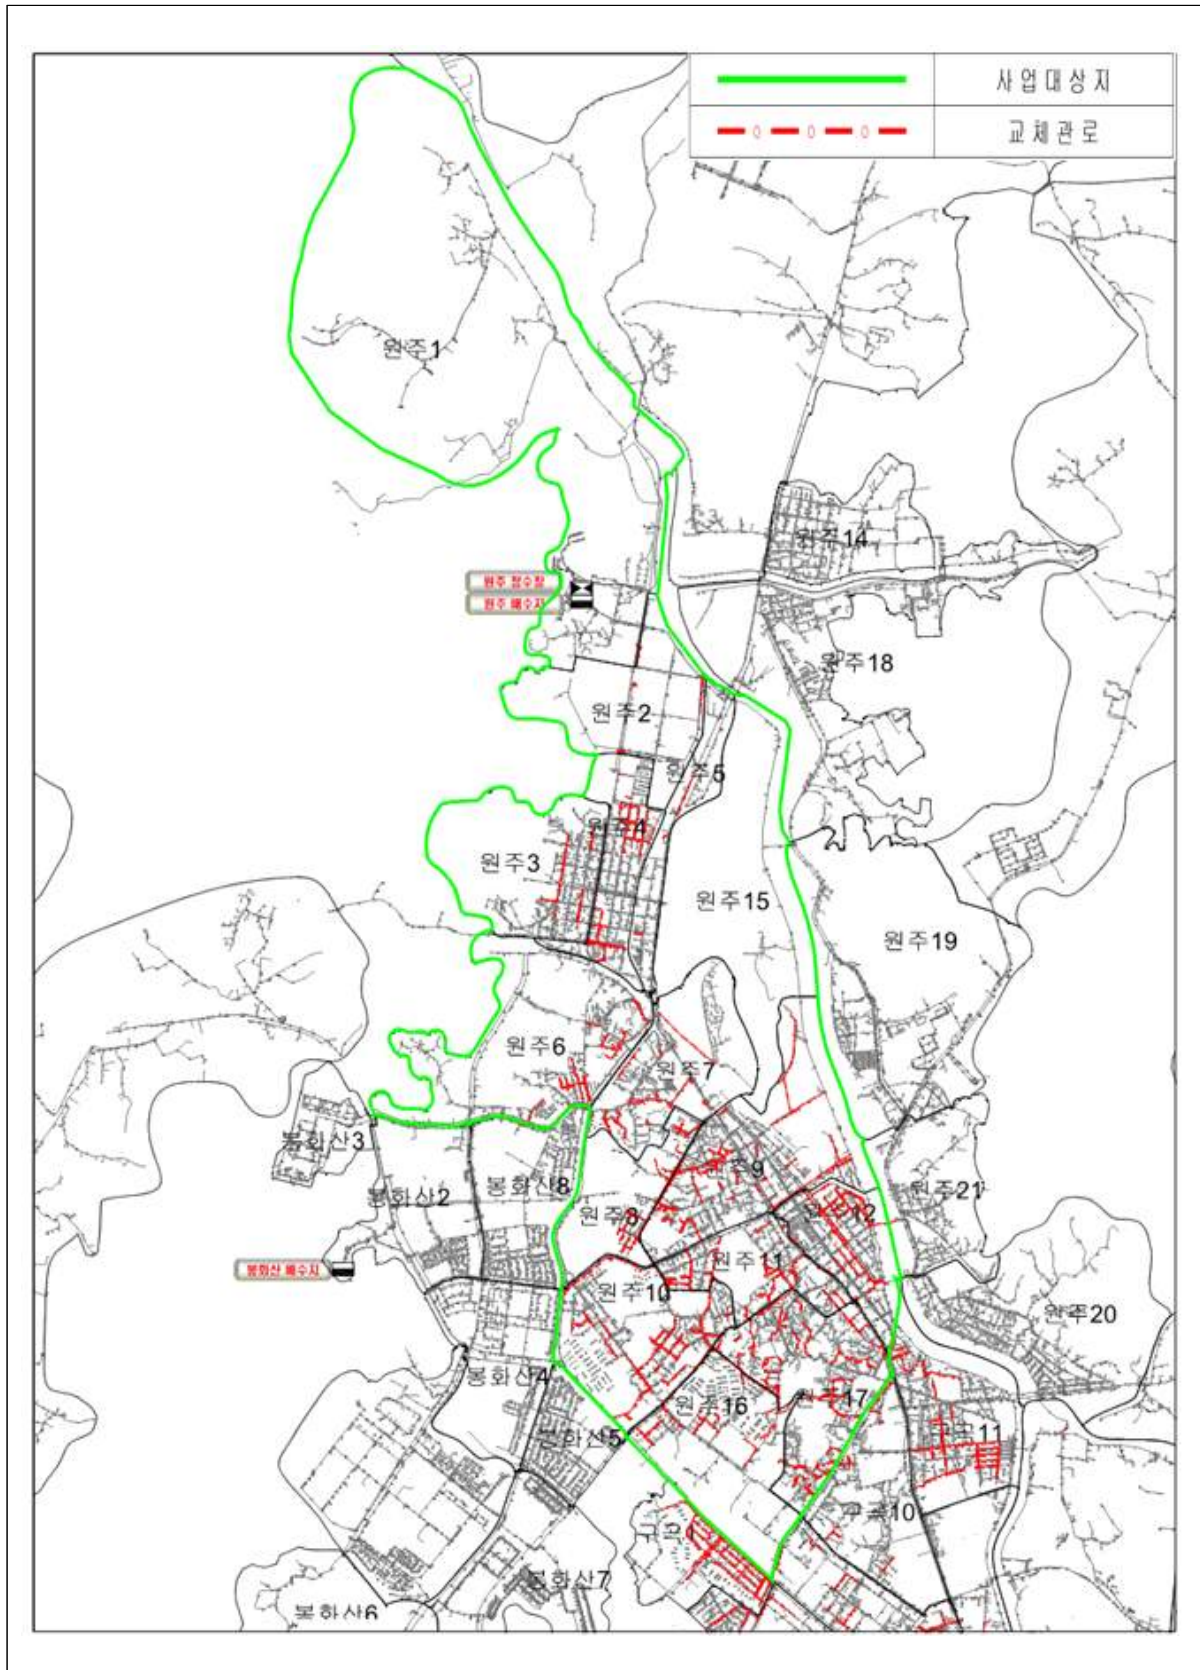 사업대상지
교체관로
원주1
원주14
원주 정수장
원주 배수지
원주18
원주2
원주5
원주4
원주3
원주15
원주19
원주6
원주7
봉화산3
원주9
봉화산2
봉화산8
원주21
원주8
원주12
원주11
봉화산 배수지
원주10
원주20
봉화산4
원주16
원주17
봉화산5
구곡11
구곡10
구곡1
봉화산7
봉화산6